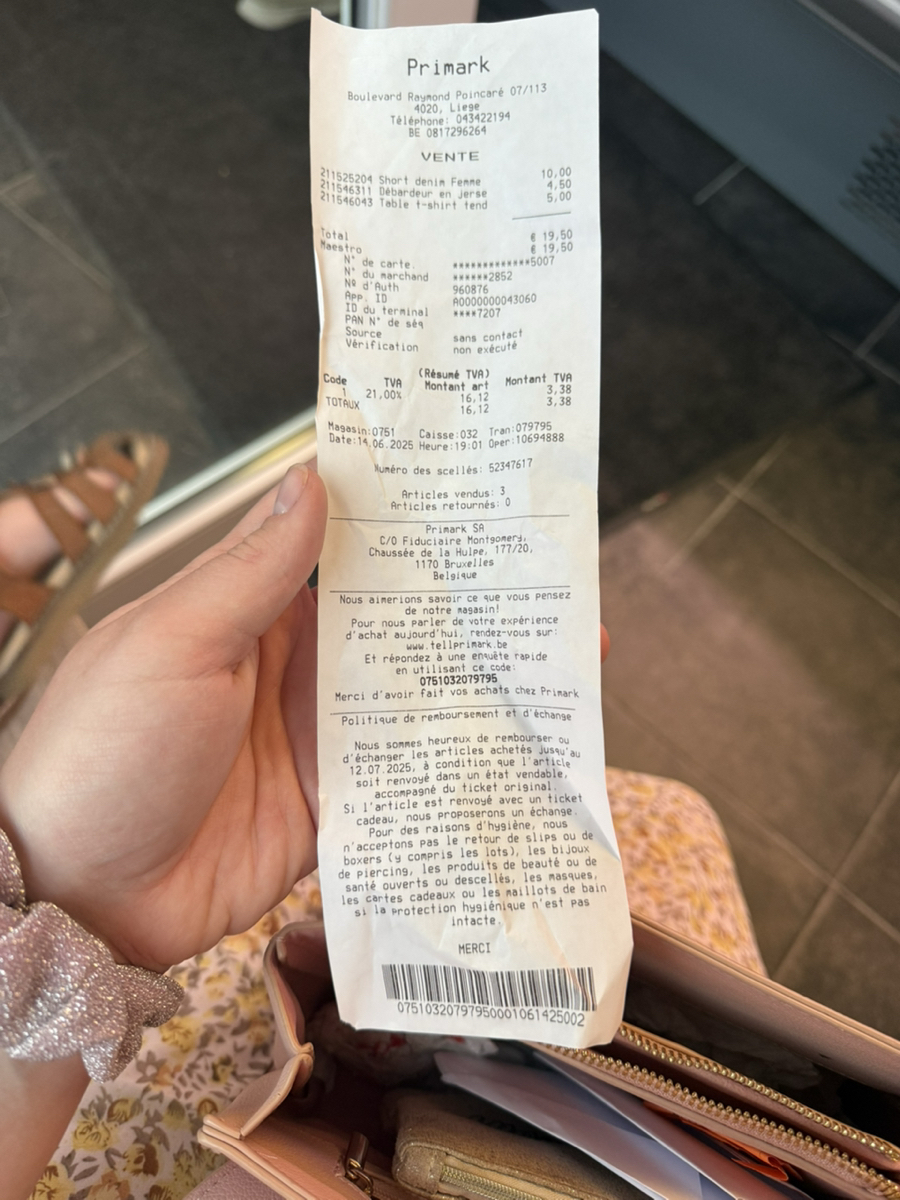 Primark
Boulevard Raymond Poincaré 07/113
4020, Liege
Téléphone: 043422194
BE 0817296264
VENTE
211525204 Short denim Femme 10,00
211546311 Débardeur en jerse 4,50
211546043 Table t-shirt tend 5,00
Total € 19,50
Maestro € 19,50
N° de carte. *************5007
N° du marchand ******2852
Nº d'Auth 960876
App. ID A0000000043060
ID du terminal ****7207
PAN N° de séq
Source sans contact
Vérification non exécuté
(Résumé TVA)
Code TVA Montant art Montant TVA
1 21,00% 16,12 3,38
TOTAUX 16,12 3,38
Magasin:0751 Caisse:032 Tran:079795
Date:14.06.2025 Heure:19:01 Oper:10694888
Numéro des scellés: 52347617
Articles vendus: 3
Articles retournés: 0
Primark SA
C/O Fiduciaire Montgomery,
Chaussée de la Hulpe, 177/20,
1170 Bruxelles
Belgique
Nous aimerions savoir ce que vous pensez
de notre magasin!
Pour nous parler de votre expérience
d'achat aujourd'hui, rendez-vous sur:
www.tellprimark.be
Et répondez à une enquête rapide
en utilisant ce code:
0751032079795
Merci d'avoir fait vos achats chez Primark
Politique de remboursement et d'échange
Nous sommes heureux de rembourser ou
d'échanger les articles achetés jusqu'au
12.07.2025, à condition que l'article
soit renvoyé dans un état vendable,
accompagné du ticket original.
Si l'article est renvoyé avec un ticket
cadeau, nous proposerons un échange.
Pour des raisons d'hygiène, nous
n'acceptons pas le retour de slips ou de
boxers (y compris les lots), les bijoux
de piercing, les produits de beauté ou de
santé ouverts ou descellés, les masques,
les cartes cadeaux ou les maillots de bain
si la protection hygiénique n'est pas
intacte.
MERCI
07510320797950001061425002